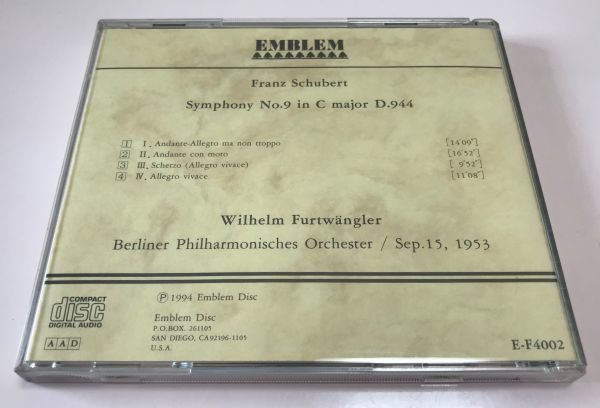 EMBLEM
Franz Schubert
Symphony No.9 in C major D.944
1 I. Andante-Allegro ma non troppo [14'09"]
2 II. Andante con moto [16'52"]
3 III. Scherzo (Allegro vivace) [ 9'52"]
4 IV. Allegro vivace [11'08"]
Wilhelm Furtwängler
Berliner Philharmonisches Orchester / Sep.15, 1953
COMPACT
disc
DIGITAL AUDIO
Ⓟ 1994 Emblem Disc
Emblem Disc
P.O.BOX. 261105
SAN DIEGO, CA92196-1105
U.S.A.
A A D
E-F4002